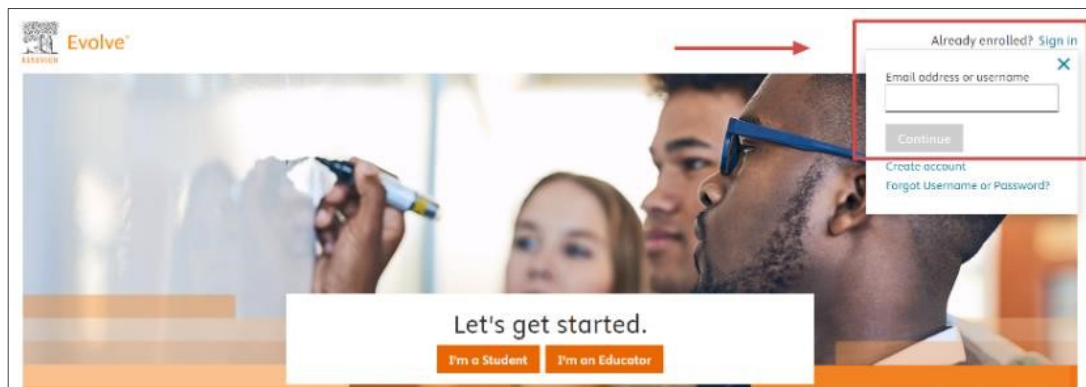 Evolve®
ELSEVIER
Already enrolled? Sign in
Email address or username
Continue
Create account
Forgot Username or Password?
Let's get started.
I'm a Student
I'm an Educator